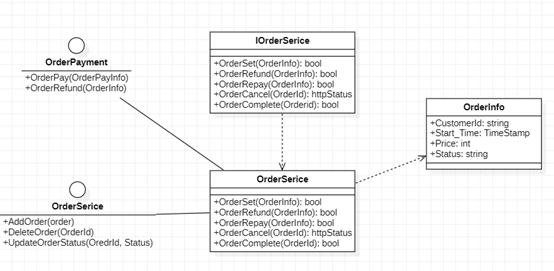 OrderPayment
+OrderPay(OrderPayInfo)
+OrderRefund(OrderInfo)
IOrderSerice
+OrderSet(OrderInfo): bool
+OrderRefund(OrderInfo): bool
+OrderRepay(OrderInfo): bool
+OrderCancel(OrderId): httpStatus
+OrderComplete(Orderid): bool
OrderInfo
+CustomerId: string
+Start_Time: TimeStamp
+Price: int
+Status: string
OrderSerice
+AddOrder(order)
+DeleteOrder(OrderId)
+UpdateOrderStatus(OredrId, Status)
OrderSerice
+OrderSet(OrderInfo): bool
+OrderRefund(OrderInfo): bool
+OrderRepay(OrderInfo): bool
+OrderCancel(OrderId): httpStatus
+OrderComplete(OrderId): bool